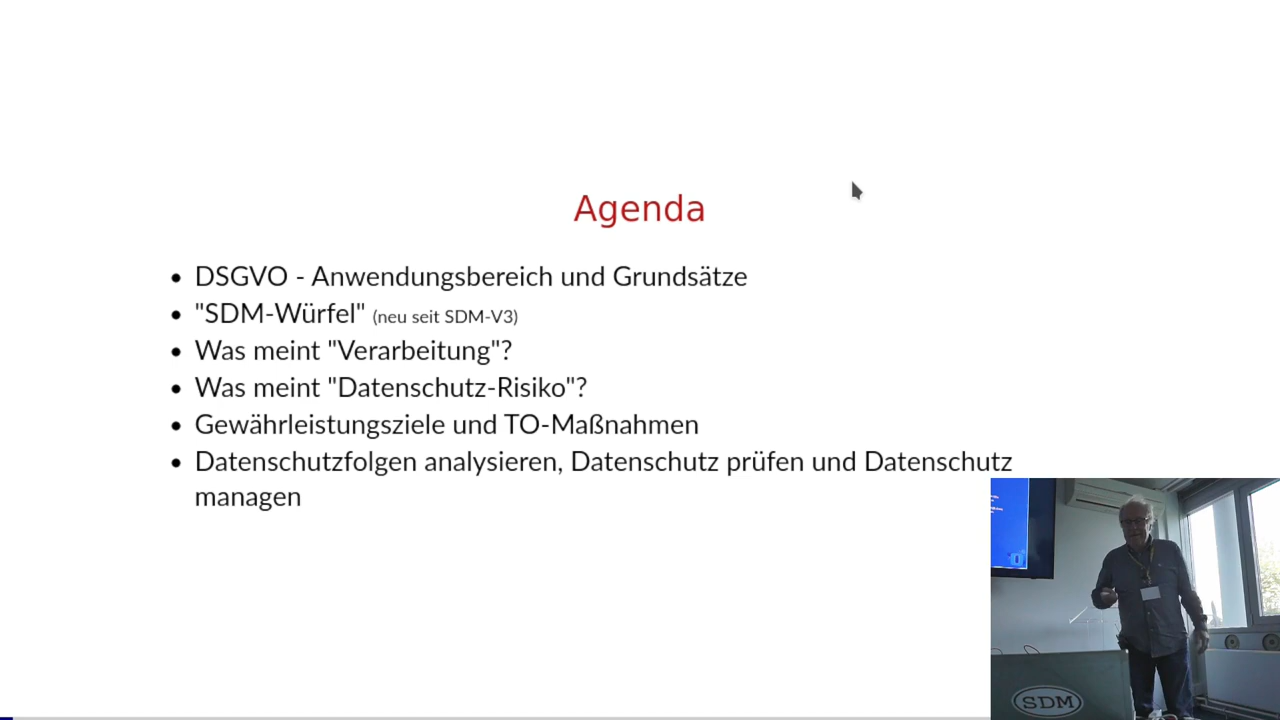 Agenda
DSGVO - Anwendungsbereich und Grundsätze
"SDM-Würfel" (neu seit SDM-V3)
Was meint "Verarbeitung"?
Was meint "Datenschutz-Risiko"?
Gewährleistungsziele und TO-Maßnahmen
Datenschutzfolgen analysieren, Datenschutz prüfen und Datenschutz
managen
SDM